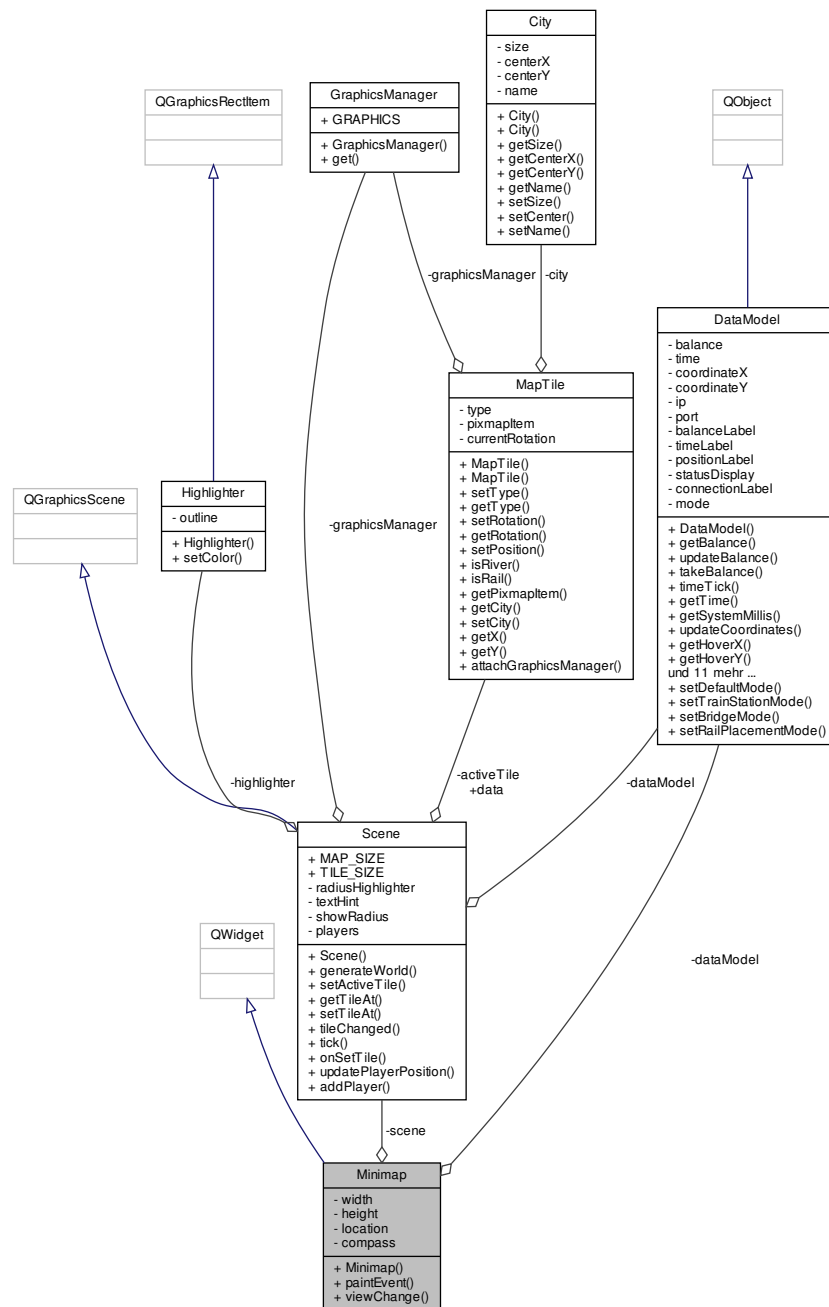 City
- size
- centerX
- centerY
- name
+ City()
+ City()
+ getSize()
+ getCenterX()
+ getCenterY()
+ getName()
+ setSize()
+ setCenter()
+ setName()
GraphicsManager
+ GRAPHICS
+ GraphicsManager()
+ get()
QGraphicsRectItem
QObject
-graphicsManager
-city
DataModel
- balance
- time
- coordinateX
- coordinateY
- ip
- port
- balanceLabel
- timeLabel
- positionLabel
- statusDisplay
- connectionLabel
- mode
+ DataModel()
+ getBalance()
+ updateBalance()
+ takeBalance()
+ timeTick()
+ getTime()
+ getSystemMillis()
+ updateCoordinates()
+ getHoverX()
+ getHoverY()
und 11 mehr ...
+ setDefaultMode()
+ setTrainStationMode()
+ setBridgeMode()
+ setRailPlacementMode()
MapTile
- type
- pixmapItem
- currentRotation
+ MapTile()
+ MapTile()
+ setType()
+ getType()
+ setRotation()
+ getRotation()
+ setPosition()
+ isRiver()
+ isRail()
+ getPixmapItem()
+ getCity()
+ setCity()
+ getX()
+ getY()
+ attachGraphicsManager()
QGraphicsScene
Highlighter
- outline
+ Highlighter()
+ setColor()
-graphicsManager
-highlighter
-activeTile
+data
-dataModel
Scene
+ MAP_SIZE
+ TILE_SIZE
- radiusHighlighter
- textHint
- showRadius
- players
+ Scene()
+ generateWorld()
+ setActiveTile()
+ getTileAt()
+ setTileAt()
+ tileChanged()
+ tick()
+ onSetTile()
+ updatePlayerPosition()
+ addPlayer()
QWidget
-dataModel
-scene
Minimap
- width
- height
- location
- compass
+ Minimap()
+ paintEvent()
+ viewChange()